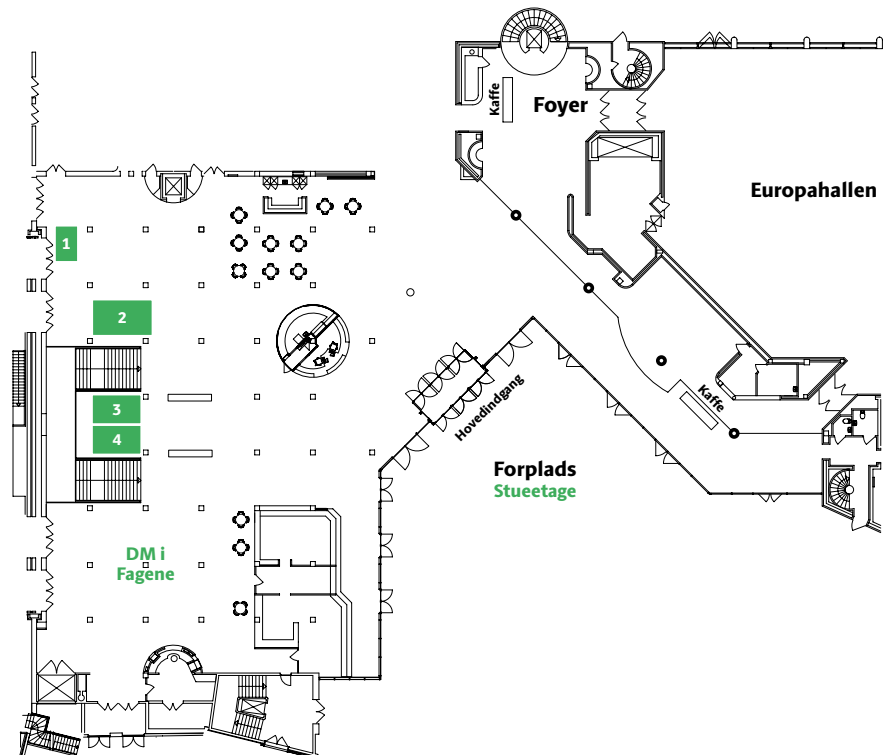 Kaffe
Foyer
Europahallen
1
2
3
4
Kaffe
Hovedindgang
Forplads
Stueetage
DM i
Fagene